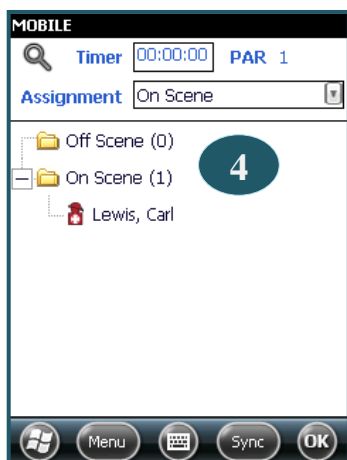 MOBILE
Timer 00:00:00 PAR 1
Assignment On Scene
Off Scene (0)
4
On Scene (1)
Lewis, Carl
Menu Sync OK